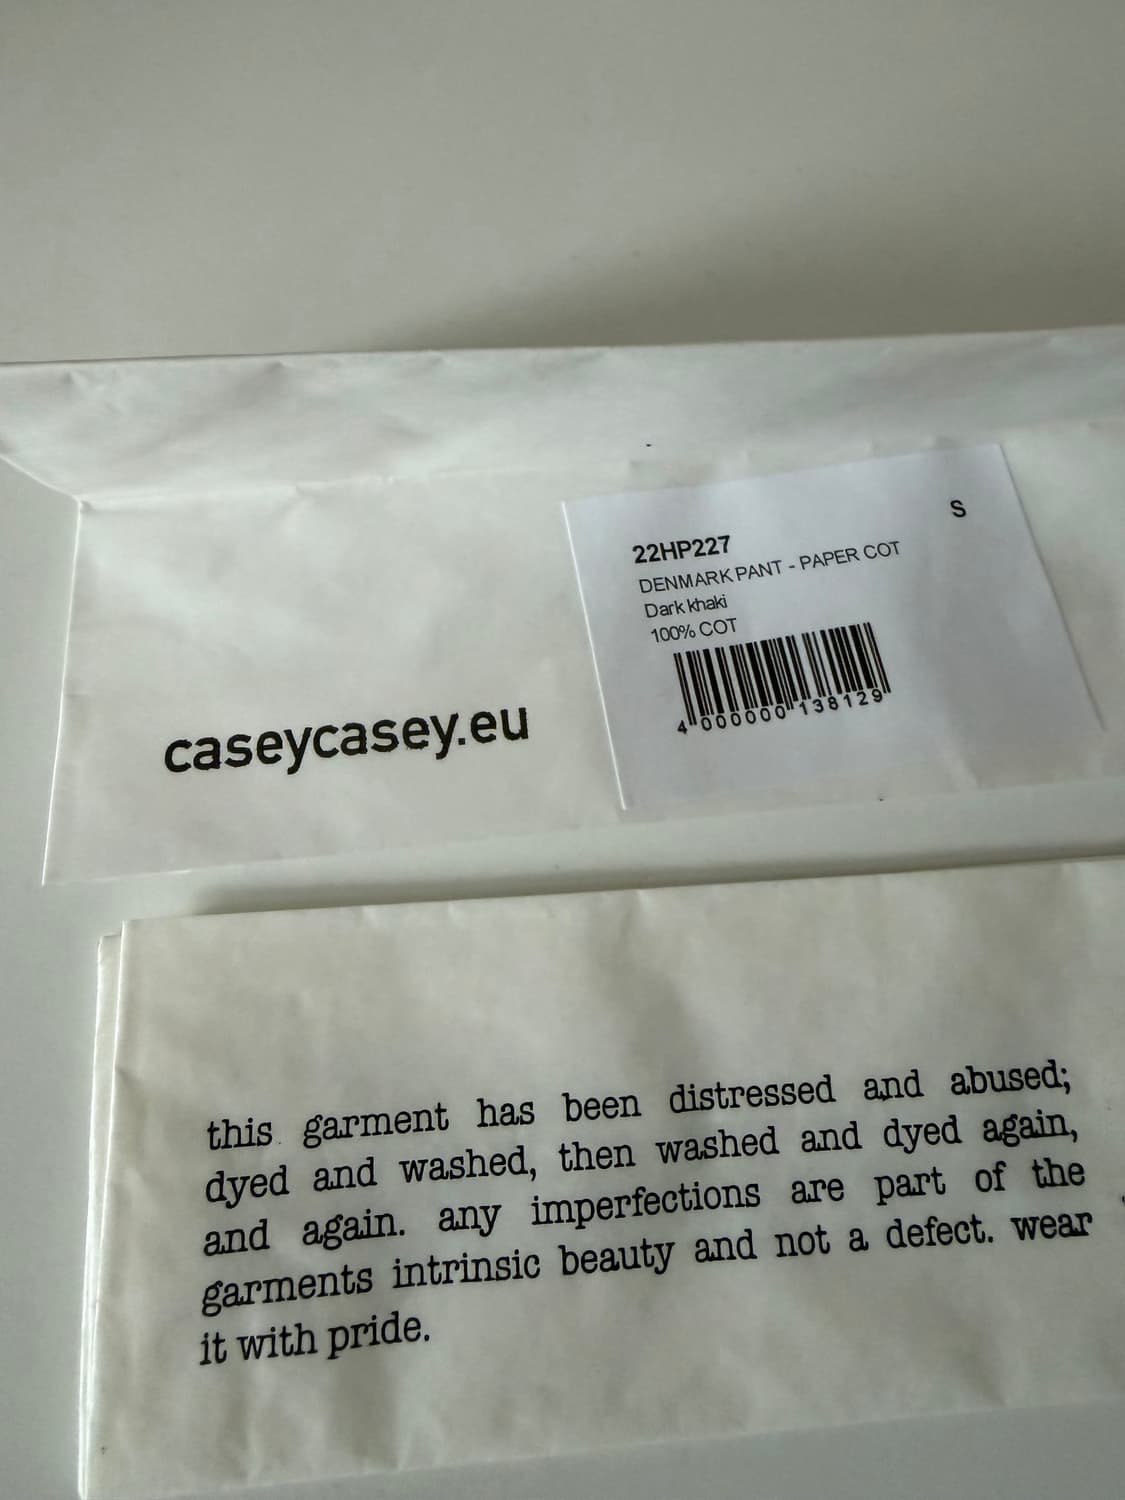 S
22HP227
DENMARK PANT - PAPER COT
Dark khaki
100% COT
4 000000 138129
caseycasey.eu
this garment has been distressed and abused;
dyed and washed, then washed and dyed again,
and again. any imperfections are part of the
garments intrinsic beauty and not a defect. wear
it with pride.